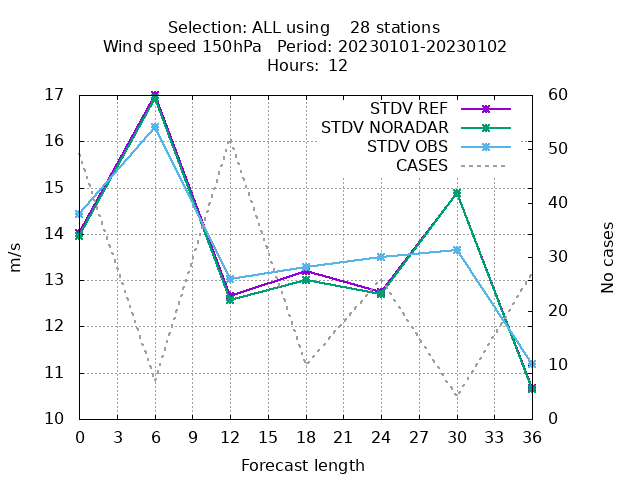 Selection: ALL using    28 stations
Wind speed 150hPa   Period: 20230101-20230102
Hours:  12
17 60
STDV REF
STDV NORADAR
16 50
STDV OBS
CASES
15
14 40
13 30
12 20
11 10
10 0
m/s
No cases
0 3 6 9 12 15 18 21 24 27 30 33 36
Forecast length